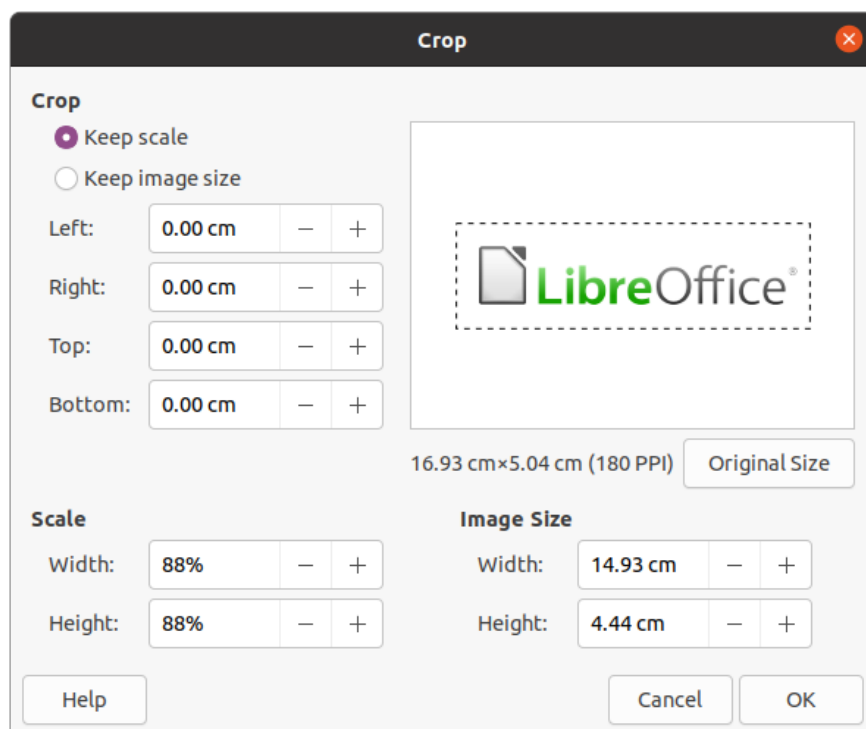 Crop
Crop
Keep scale
Keep image size
Left: 0.00 cm
Right: 0.00 cm
Top: 0.00 cm
Bottom: 0.00 cm
LibreOffice®
16.93 cm×5.04 cm (180 PPI) Original Size
Scale Image Size
Width: 88% Width: 14.93 cm
Height: 88% Height: 4.44 cm
Help Cancel OK